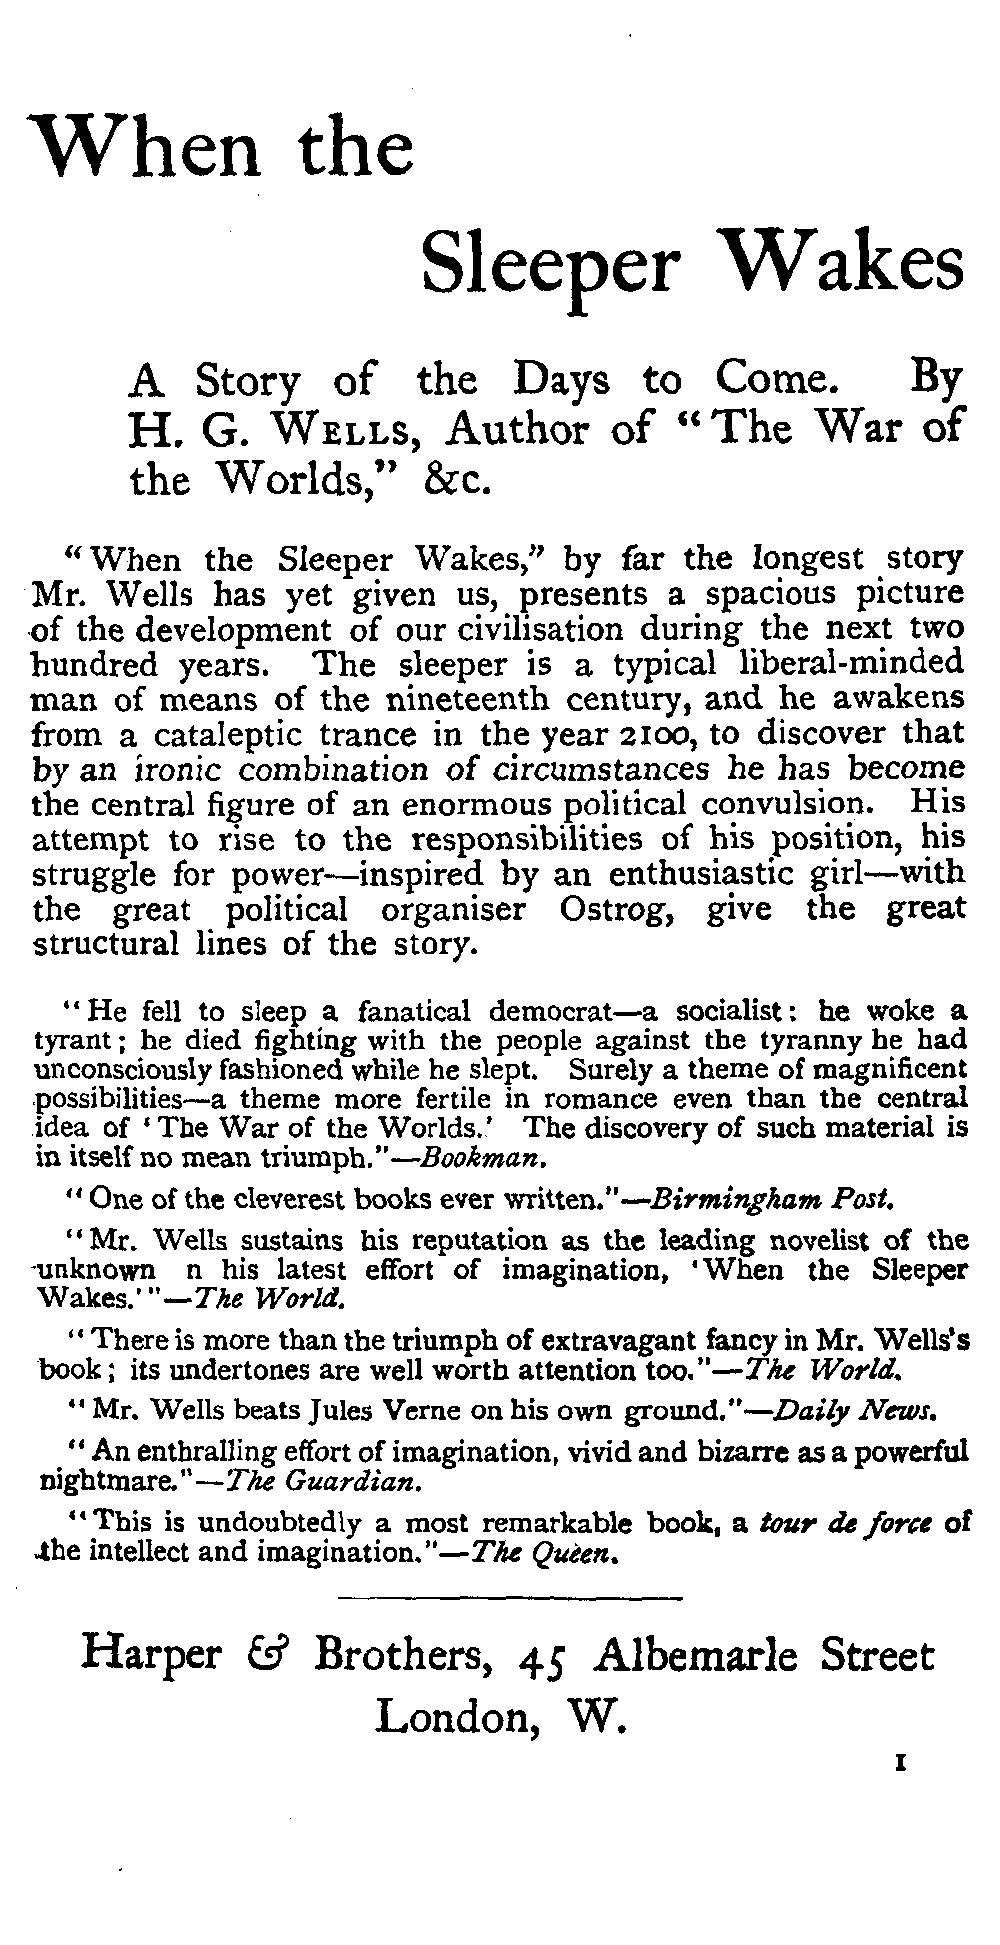 When the
Sleeper Wakes
A Story of the Days to Come. By
H. G. WELLS, Author of “The War of
the Worlds,” &c.
“When the Sleeper Wakes,” by far the longest story
Mr. Wells has yet given us, presents a spacious picture
of the development of our civilisation during the next two
hundred years. The sleeper is a typical liberal-minded
man of means of the nineteenth century, and he awakens
from a cataleptic trance in the year 2100, to discover that
by an ironic combination of circumstances he has become
the central figure of an enormous political convulsion. His
attempt to rise to the responsibilities of his position, his
struggle for power—inspired by an enthusiastic girl—with
the great political organiser Ostrog, give the great
structural lines of the story.
“He fell to sleep a fanatical democrat—a socialist: he woke a
tyrant; he died fighting with the people against the tyranny he had
unconsciously fashioned while he slept. Surely a theme of magnificent
possibilities—a theme more fertile in romance even than the central
idea of ‘The War of the Worlds.’ The discovery of such material is
in itself no mean triumph.”—Bookman.
“One of the cleverest books ever written.”—Birmingham Post.
“Mr. Wells sustains his reputation as the leading novelist of the
unknown n his latest effort of imagination, ‘When the Sleeper
Wakes.’”—The World.
“There is more than the triumph of extravagant fancy in Mr. Wells's
book; its undertones are well worth attention too.”—The World.
“Mr. Wells beats Jules Verne on his own ground.”—Daily News.
“An enthralling effort of imagination, vivid and bizarre as a powerful
nightmare.”—The Guardian.
“This is undoubtedly a most remarkable book, a tour de force of
the intellect and imagination.”—The Queen.
Harper & Brothers, 45 Albemarle Street
London, W.
I